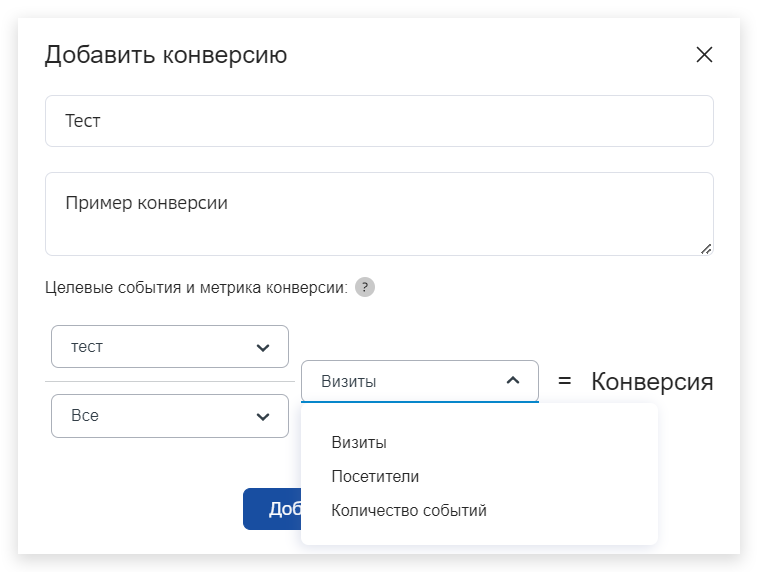 Добавить конверсию
Тест
Пример конверсии
Целевые события и метрика конверсии: ?
тест
Все
Визиты
= Конверсия
Визиты
Посетители
Количество событий
Доб